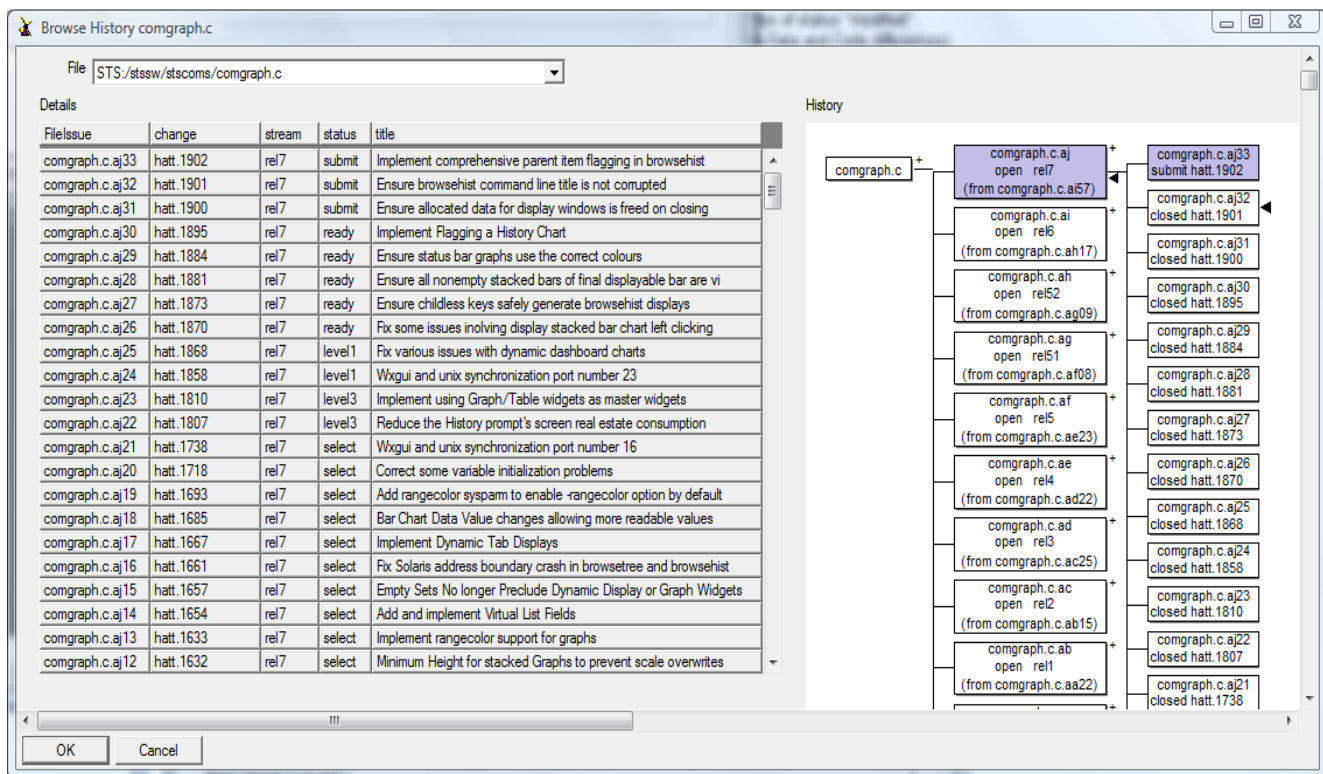 Browse History comgraph.c
File STS:/stssw/stscoms/comgraph.c
Details
FileIssue change stream status title
comgraph.c.aj33 hatt.1902 rel7 submit Implement comprehensive parent item flagging in browsehist
comgraph.c.aj32 hatt.1901 rel7 submit Ensure browsehist command line title is not corrupted
comgraph.c.aj31 hatt.1900 rel7 submit Ensure allocated data for display windows is freed on closing
comgraph.c.aj30 hatt.1895 rel7 ready Implement Flagging a History Chart
comgraph.c.aj29 hatt.1884 rel7 ready Ensure status bar graphs use the correct colours
comgraph.c.aj28 hatt.1881 rel7 ready Ensure all nonempty stacked bars of final displayable bar are vi
comgraph.c.aj27 hatt.1873 rel7 ready Ensure childless keys safely generate browsehist displays
comgraph.c.aj26 hatt.1870 rel7 ready Fix some issues inolving display stacked bar chart left clicking
comgraph.c.aj25 hatt.1868 rel7 level1 Fix various issues with dynamic dashboard charts
comgraph.c.aj24 hatt.1858 rel7 level1 Wxgui and unix synchronization port number 23
comgraph.c.aj23 hatt.1810 rel7 level3 Implement using Graph/Table widgets as master widgets
comgraph.c.aj22 hatt.1807 rel7 level3 Reduce the History prompt's screen real estate consumption
comgraph.c.aj21 hatt.1738 rel7 select Wxgui and unix synchronization port number 16
comgraph.c.aj20 hatt.1718 rel7 select Correct some variable initialization problems
comgraph.c.aj19 hatt.1693 rel7 select Add rangecolor syspam to enable -rangecolor option by default
comgraph.c.aj18 hatt.1685 rel7 select Bar Chart Data Value changes allowing more readable values
comgraph.c.aj17 hatt.1667 rel7 select Implement Dynamic Tab Displays
comgraph.c.aj16 hatt.1661 rel7 select Fix Solaris address boundary crash in browsetree and browsehist
comgraph.c.aj15 hatt.1657 rel7 select Empty Sets No longer Preclude Dynamic Display or Graph Widgets
comgraph.c.aj14 hatt.1654 rel7 select Add and implement Virtual List Fields
comgraph.c.aj13 hatt.1633 rel7 select Implement rangecolor support for graphs
comgraph.c.aj12 hatt.1632 rel7 select Minimum Height for stacked Graphs to prevent scale overwrites
History
comgraph.c
comgraph.c.aj
open rel7
(from comgraph.c.ai57)
comgraph.c.ai
open rel6
(from comgraph.c.ah17)
comgraph.c.ah
open rel52
(from comgraph.c.ag09)
comgraph.c.ag
open rel51
(from comgraph.c.af08)
comgraph.c.af
open rel5
(from comgraph.c.ae23)
comgraph.c.ae
open rel4
(from comgraph.c.ad22)
comgraph.c.ad
open rel3
(from comgraph.c.ac25)
comgraph.c.ac
open rel2
(from comgraph.c.ab15)
comgraph.c.ab
open rel1
(from comgraph.c.aa22)
comgraph.c.aj33
submit hatt.1902
comgraph.c.aj32
closed hatt.1901
comgraph.c.aj31
closed hatt.1900
comgraph.c.aj30
closed hatt.1895
comgraph.c.aj29
closed hatt.1884
comgraph.c.aj28
closed hatt.1881
comgraph.c.aj27
closed hatt.1873
comgraph.c.aj26
closed hatt.1870
comgraph.c.aj25
closed hatt.1868
comgraph.c.aj24
closed hatt.1858
comgraph.c.aj23
closed hatt.1810
comgraph.c.aj22
closed hatt.1807
comgraph.c.aj21
closed hatt.1738
OK Cancel